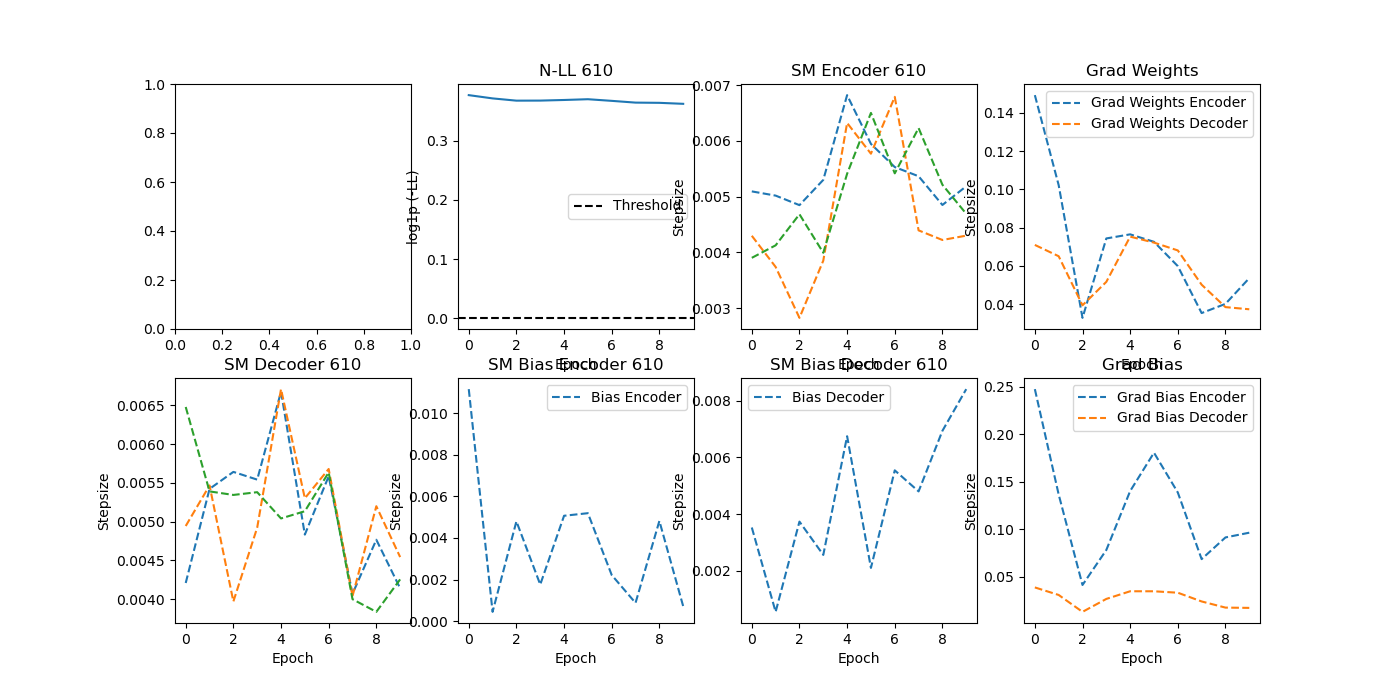 N-LL 610
SM Encoder 610
Grad Weights
1.0
0.8
0.6
0.4
0.2
0.0
0.0 0.2 0.4 0.6 0.8 1.0
log1p (-LL)
0.3
0.2
0.1
0.0
Threshold
0 2 4 6 8
Epoch
Stepsize
0.007
0.006
0.005
0.004
0.003
0 2 4 6 8
Epoch
Stepsize
0.14
0.12
0.10
0.08
0.06
0.04
Grad Weights Encoder
Grad Weights Decoder
0 2 4 6 8
Epoch
SM Decoder 610
SM Bias Encoder 610
SM Bias Decoder 610
Grad Bias
Stepsize
0.0065
0.0060
0.0055
0.0050
0.0045
0.0040
0 2 4 6 8
Epoch
Stepsize
0.010
0.008
0.006
0.004
0.002
0.000
Bias Encoder
0 2 4 6 8
Epoch
Stepsize
0.008
0.006
0.004
0.002
Bias Decoder
0 2 4 6 8
Epoch
Stepsize
0.25
0.20
0.15
0.10
0.05
Grad Bias Encoder
Grad Bias Decoder
0 2 4 6 8
Epoch